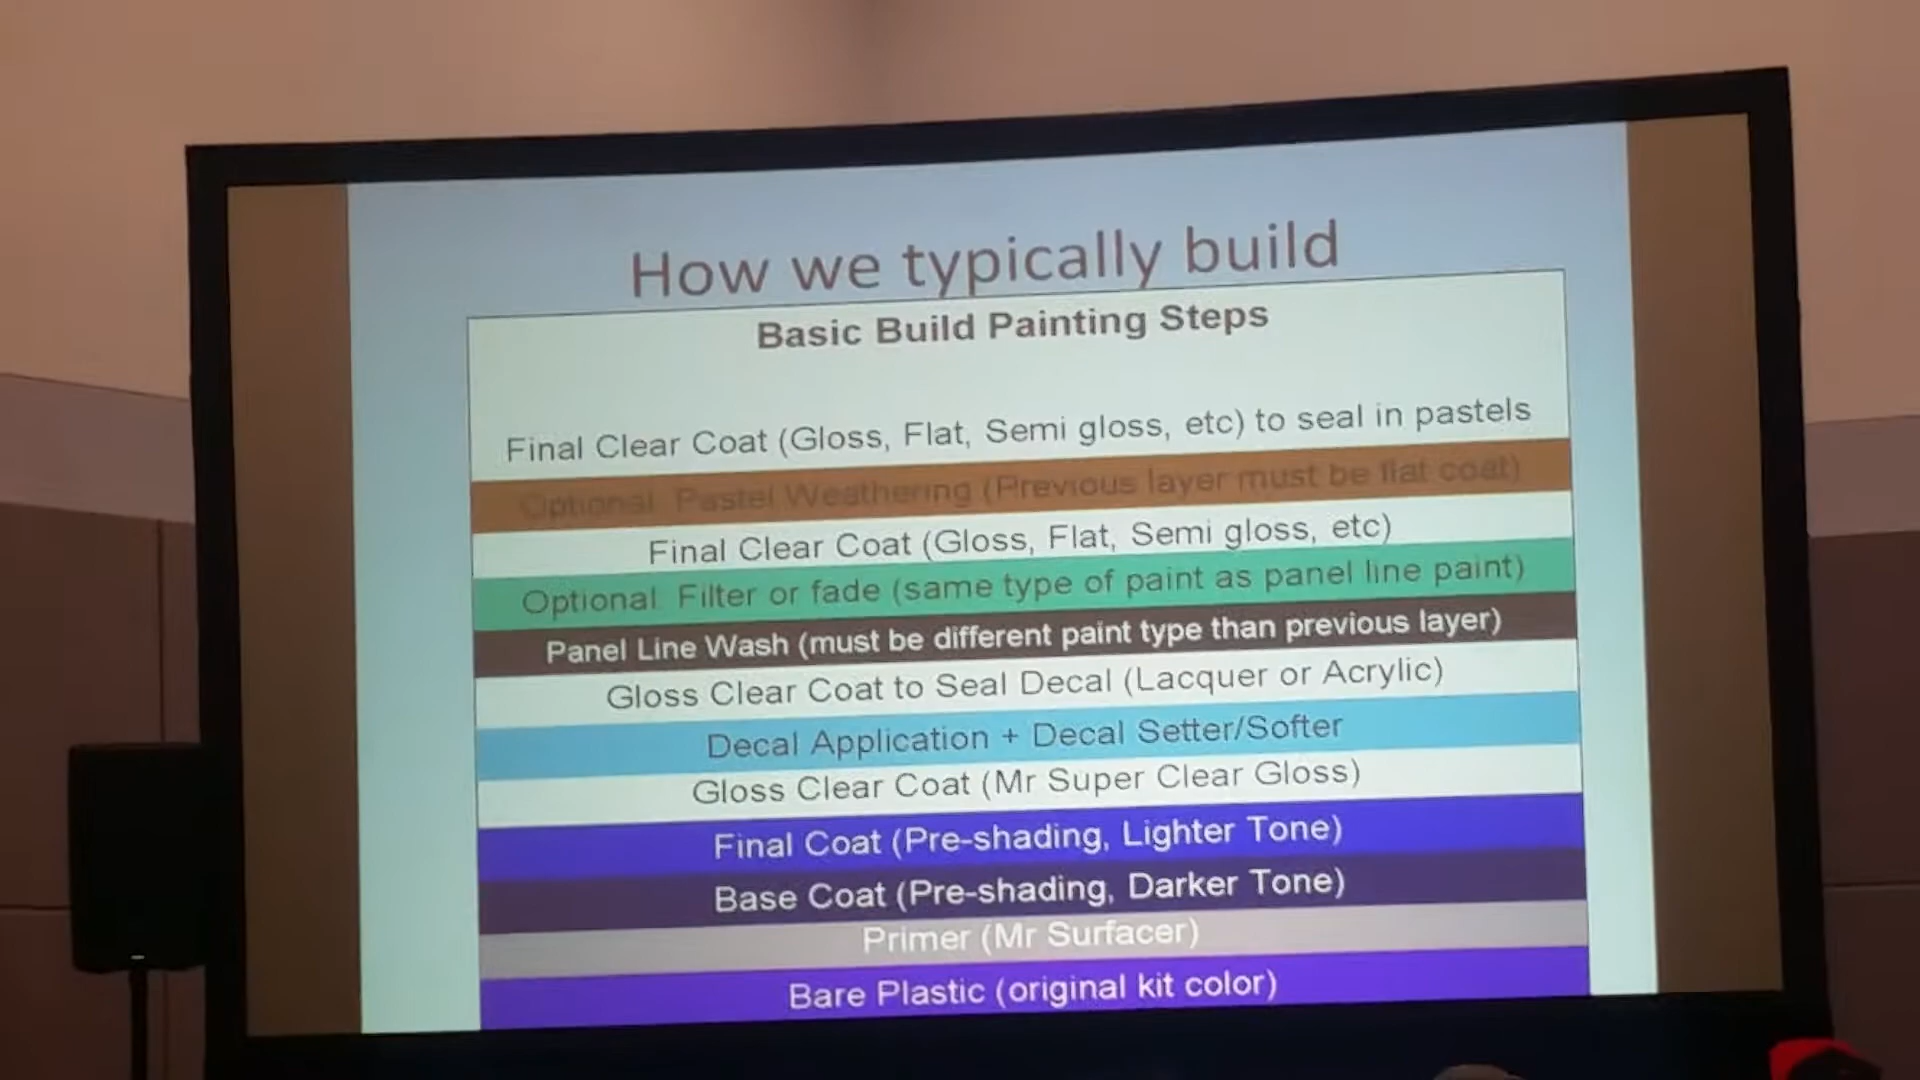 How we typically build
Basic Build Painting Steps
Final Clear Coat (Gloss, Flat, Semi gloss, etc) to seal in pastels
Optional: Pastel Weathering (Previous layer must be flat coat)
Final Clear Coat (Gloss, Flat, Semi gloss, etc)
Optional: Filter or fade (same type of paint as panel line paint)
Panel Line Wash (must be different paint type than previous layer)
Gloss Clear Coat to Seal Decal (Lacquer or Acrylic)
Decal Application + Decal Setter/Softer
Gloss Clear Coat (Mr Super Clear Gloss)
Final Coat (Pre-shading, Lighter Tone)
Base Coat (Pre-shading, Darker Tone)
Primer (Mr Surfacer)
Bare Plastic (original kit color)